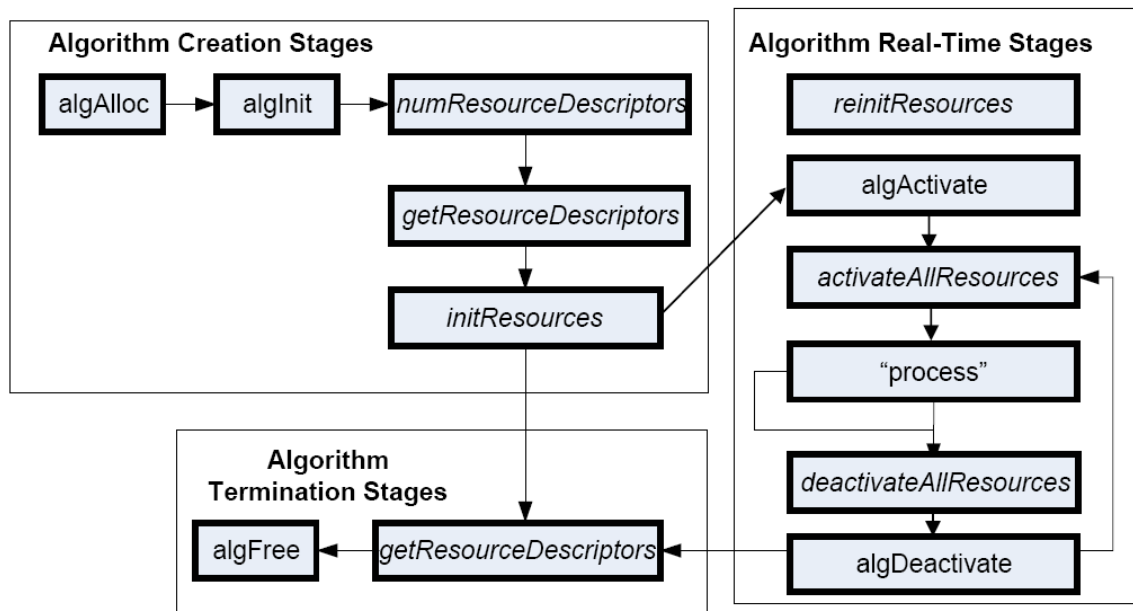 Algorithm Creation Stages
algAlloc
algInit
numResourceDescriptors
getResourceDescriptors
initResources
Algorithm Real-Time Stages
reinitResources
algActivate
activateAllResources
“process”
deactivateAllResources
algDeactivate
Algorithm
Termination Stages
algFree
getResourceDescriptors